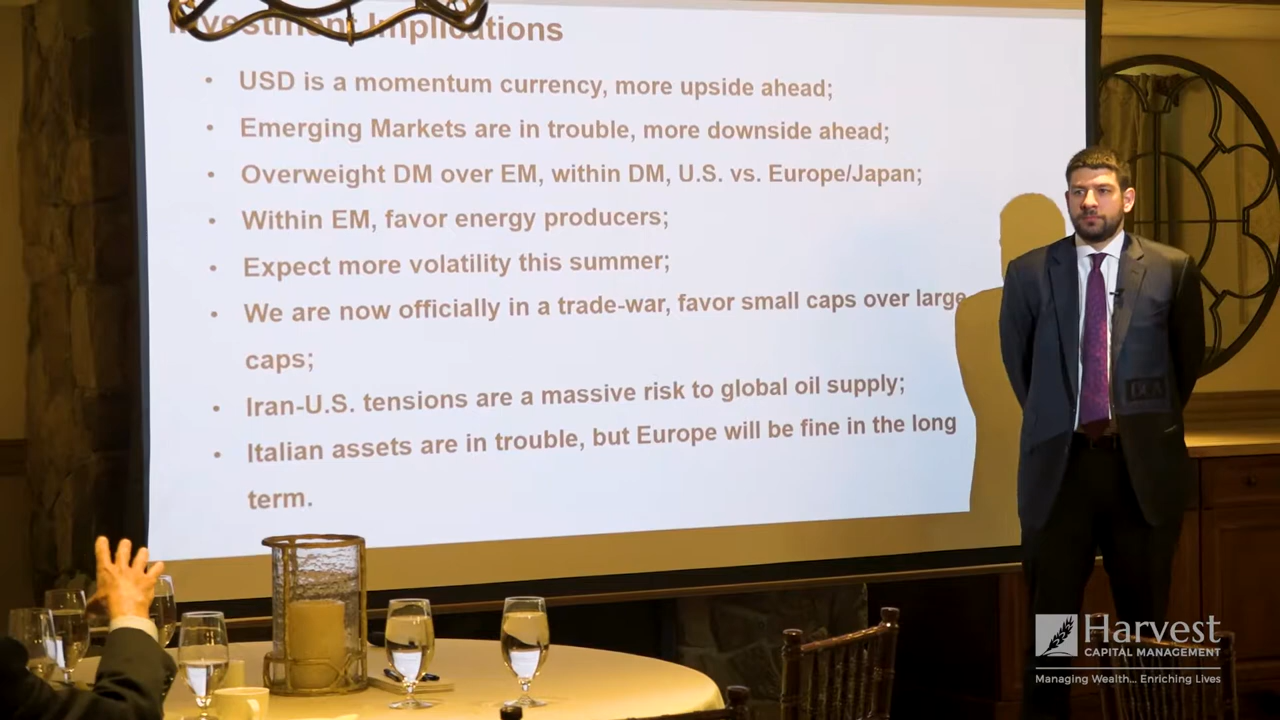 Investment Implications
• USD is a momentum currency, more upside ahead;
• Emerging Markets are in trouble, more downside ahead;
• Overweight DM over EM, within DM, U.S. vs. Europe/Japan;
• Within EM, favor energy producers;
• Expect more volatility this summer;
• We are now officially in a trade-war, favor small caps over large
caps;
• Iran-U.S. tensions are a massive risk to global oil supply;
• Italian assets are in trouble, but Europe will be fine in the long
term.
Harvest
CAPITAL MANAGEMENT
Managing Wealth... Enriching Lives